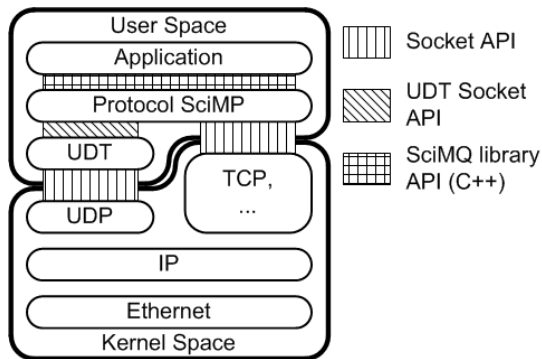 User Space
Application
Protocol SciMP
UDT
UDP
TCP,
...
IP
Ethernet
Kernel Space
Socket API
UDT Socket
API
SciMQ library
API (C++)